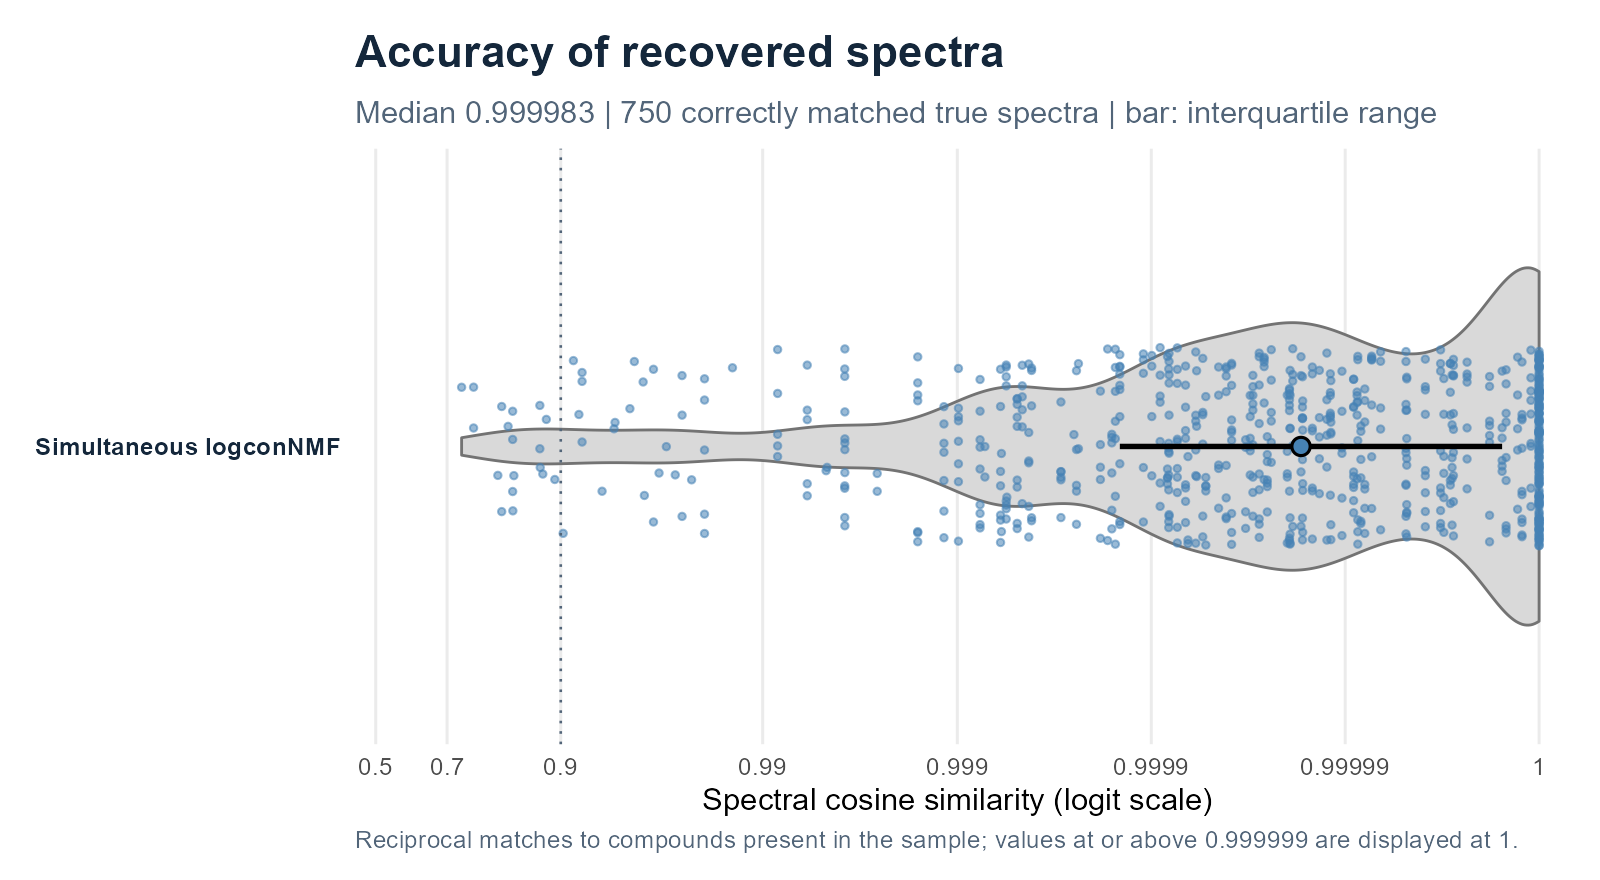 Accuracy of recovered spectra
Median 0.999983 | 750 correctly matched true spectra | bar: interquartile range
Simultaneous logconNMF
0.5 0.7 0.9 0.99 0.999 0.9999 0.99999 1
Spectral cosine similarity (logit scale)
Reciprocal matches to compounds present in the sample; values at or above 0.999999 are displayed at 1.